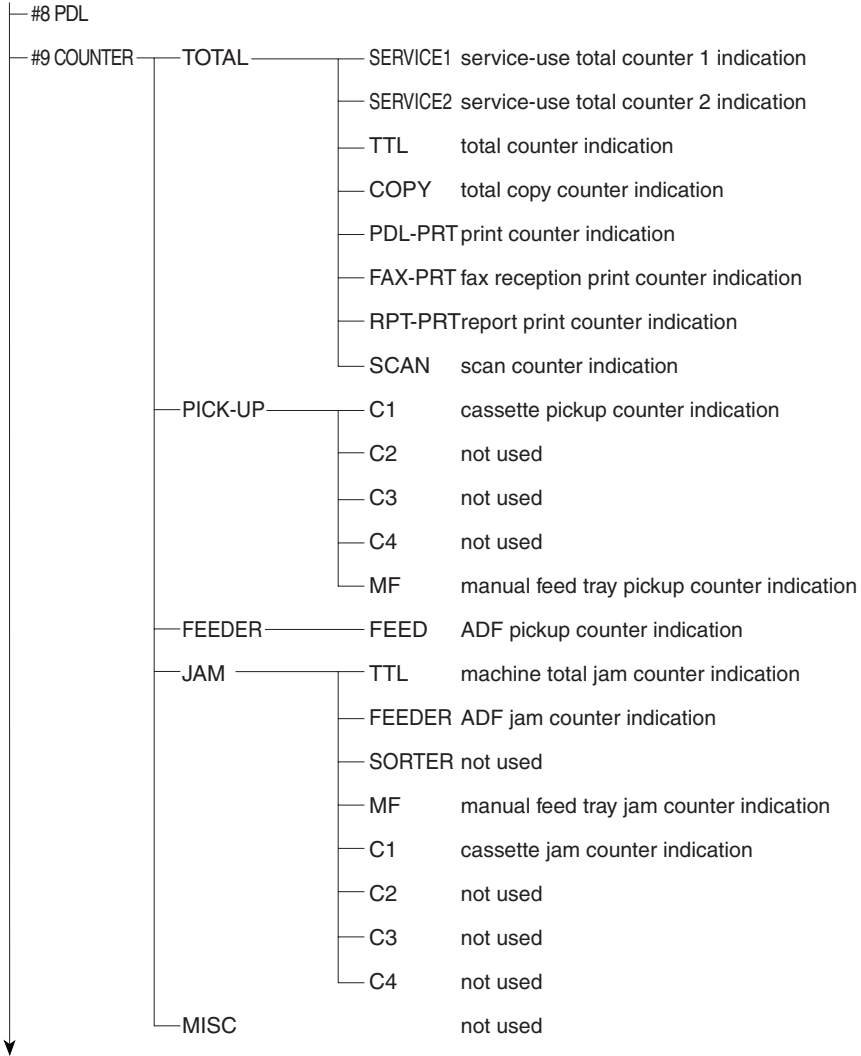 #8 PDL
#9 COUNTER TOTAL SERVICE1 service-use total counter 1 indication
SERVICE2 service-use total counter 2 indication
TTL total counter indication
COPY total copy counter indication
PDL-PRT print counter indication
FAX-PRT fax reception print counter indication
RPT-PRT report print counter indication
SCAN scan counter indication
PICK-UP C1 cassette pickup counter indication
C2 not used
C3 not used
C4 not used
MF manual feed tray pickup counter indication
FEEDER FEED ADF pickup counter indication
JAM TTL machine total jam counter indication
FEEDER ADF jam counter indication
SORTER not used
MF manual feed tray jam counter indication
C1 cassette jam counter indication
C2 not used
C3 not used
C4 not used
MISC not used